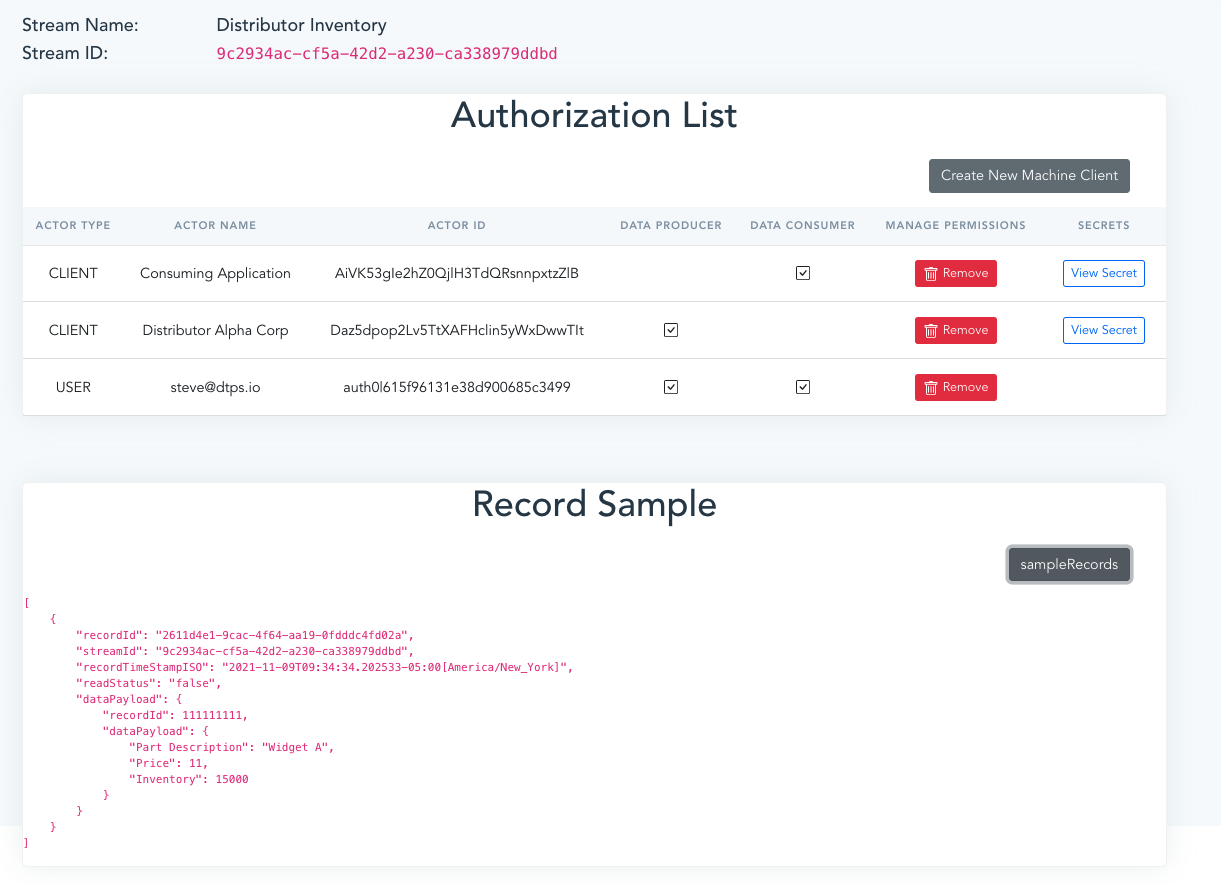 Stream Name: Distributor Inventory
Stream ID: 9c2934ac-cf5a-42d2-a230-ca338979ddbd
Authorization List
Create New Machine Client
ACTOR TYPE ACTOR NAME ACTOR ID DATA PRODUCER DATA CONSUMER MANAGE PERMISSIONS SECRETS
CLIENT Consuming Application AiVK53gIe2hZ0QjlH3TdQRsnnpxtzZlB Remove View Secret
CLIENT Distributor Alpha Corp Daz5dpop2Lv5TtXAFHclin5yWxDwwTIt Remove View Secret
USER steve@dtps.io auth0|615f96131e38d900685c3499 Remove
Record Sample
sampleRecords
[
{
"recordId": "2611d4e1-9cac-4f64-aa19-0fdddc4fd02a",
"streamId": "9c2934ac-cf5a-42d2-a230-ca338979ddbd",
"recordTimeStampISO": "2021-11-09T09:34:34.202533-05:00[America/New_York]",
"readStatus": "false",
"dataPayload": {
"recordId": 111111111,
"dataPayload": {
"Part Description": "Widget A",
"Price": 11,
"Inventory": 15000
}
}
}
]